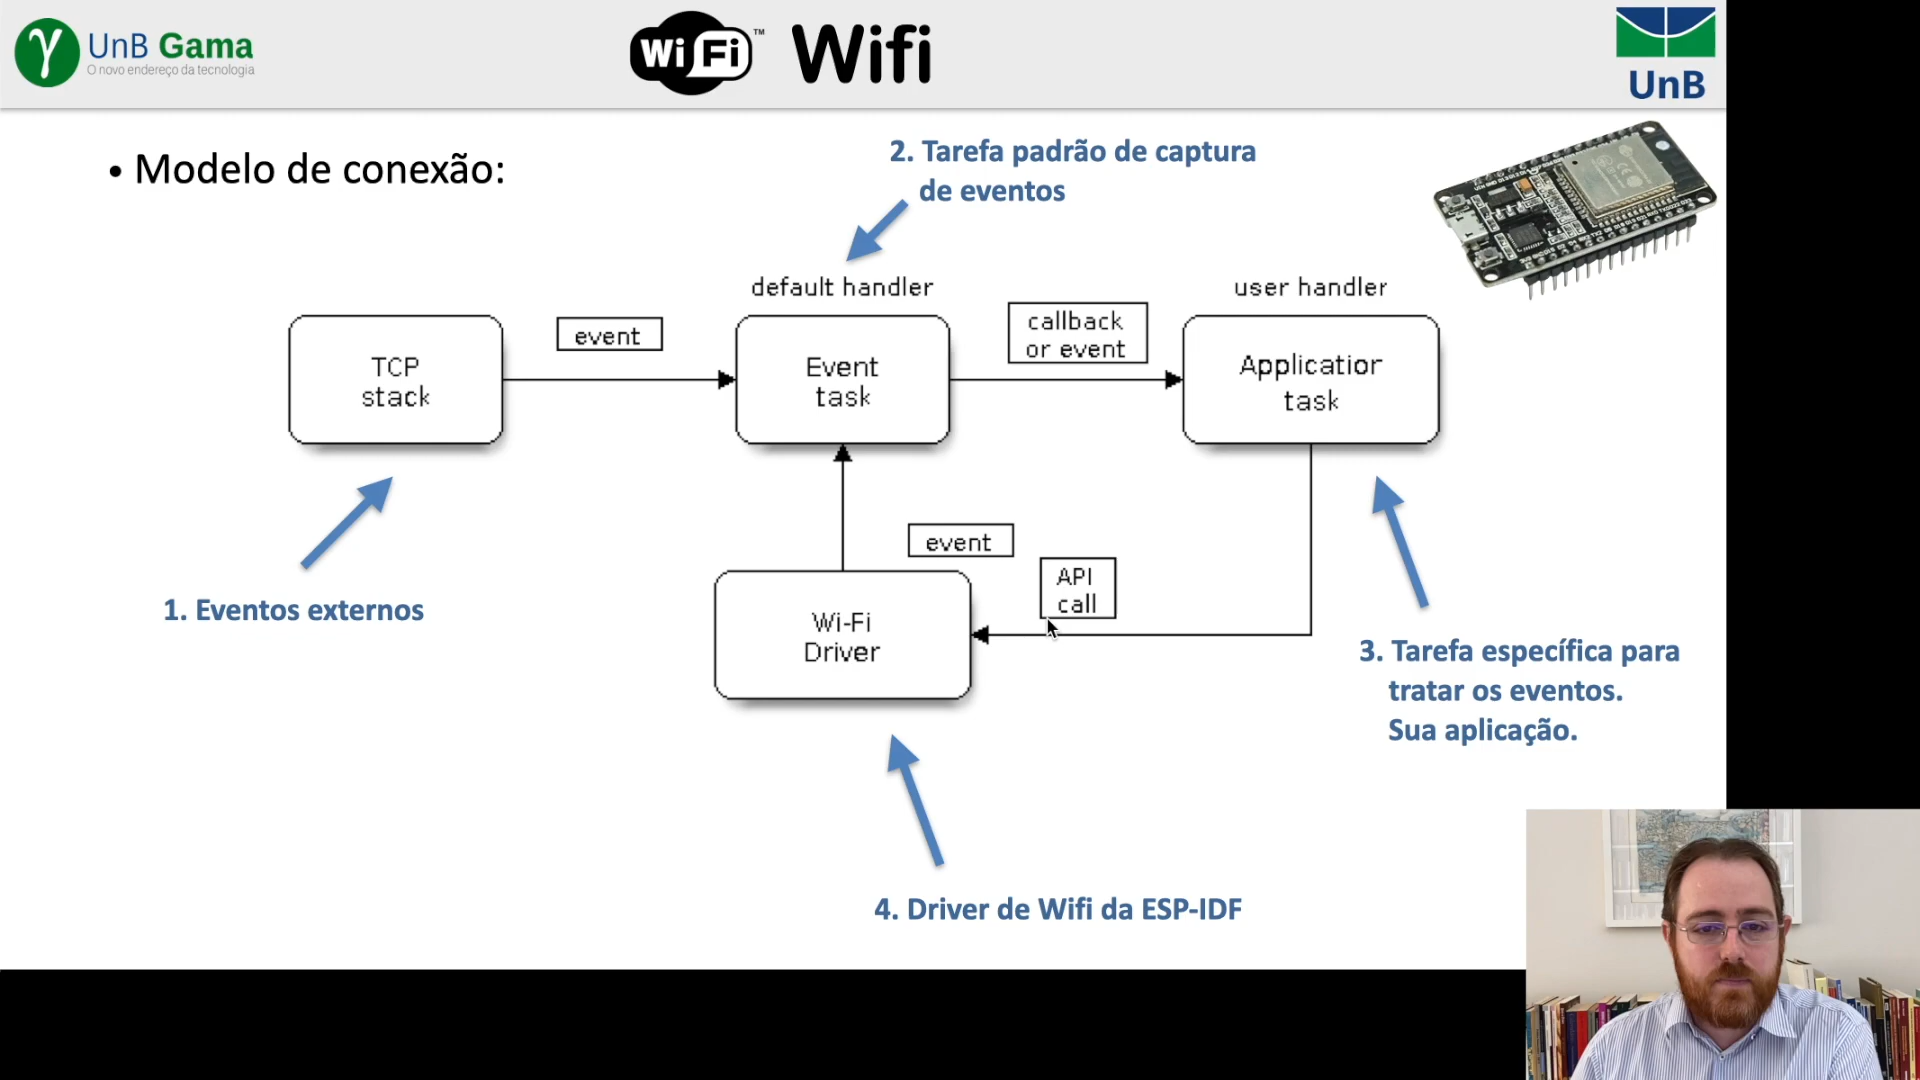 UnB Gama
O novo endereço da tecnologia
Wi Fi ™
Wifi
UnB
• Modelo de conexão:
2. Tarefa padrão de captura
de eventos
default handler
user handler
TCP
stack
event
Event
task
callback
or event
Applicatior
task
event
API
call
Wi-Fi
Driver
1. Eventos externos
3. Tarefa específica para
tratar os eventos.
Sua aplicação.
4. Driver de Wifi da ESP-IDF